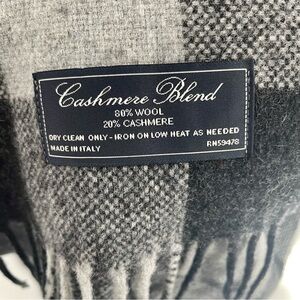 Cashmere Blend
80% WOOL
20% CASHMERE
DRY CLEAN ONLY - IRON ON LOW HEAT AS NEEDED
MADE IN ITALY RN59478